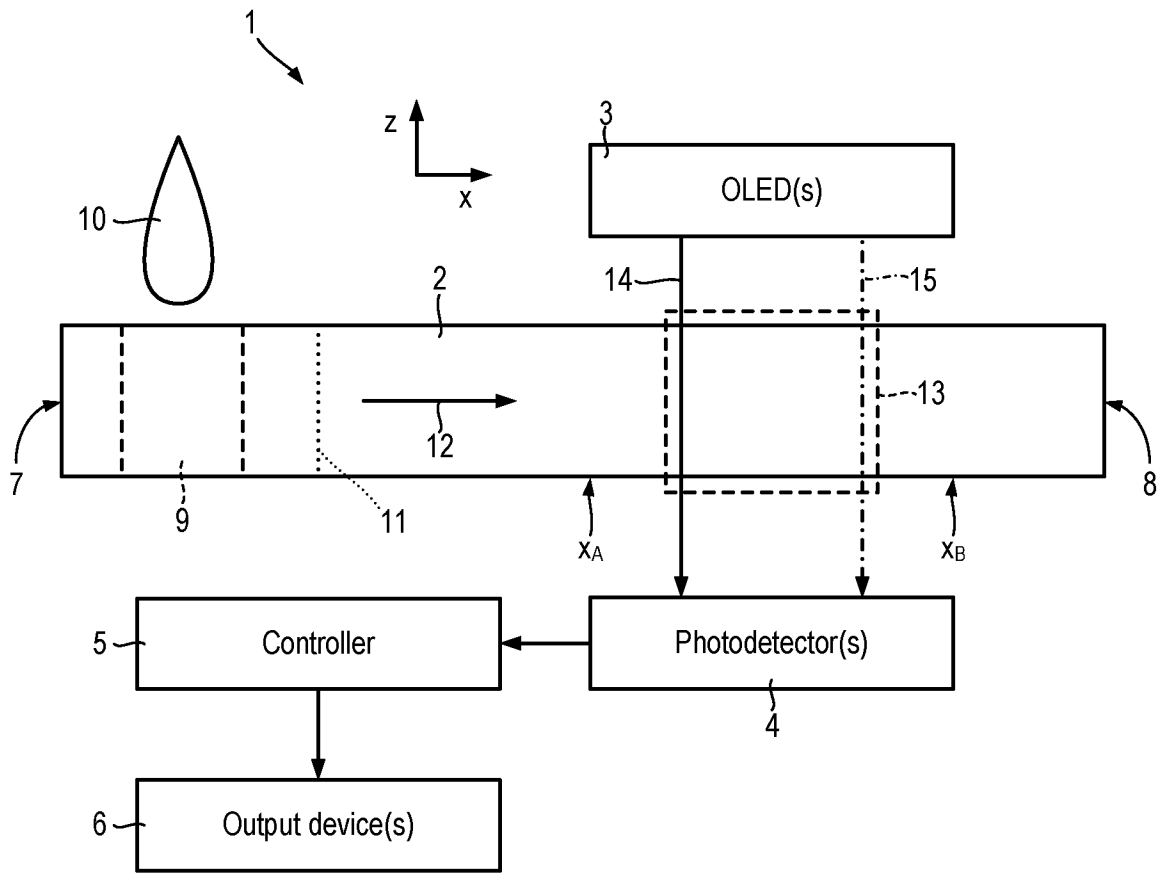 1
z
x
3
OLED(s)
10
14
15
2
13
7
12
8
9
11
xA
xB
5
Controller
Photodetector(s)
4
6
Output device(s)